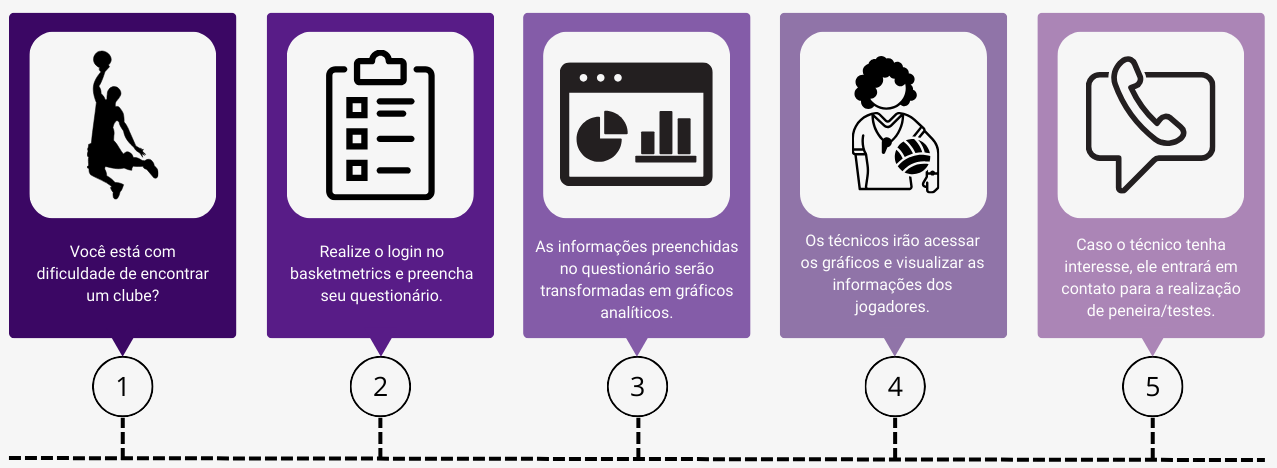 Você está com
dificuldade de encontrar
um clube?
Realize o login no
basketmetrics e preencha
seu questionário.
As informações preenchidas
no questionário serão
transformadas em gráficos
analíticos.
Os técnicos irão acessar
os gráficos e visualizar as
informações dos
jogadores.
Caso o técnico tenha
interesse, ele entrará em
contato para a realização
de peneira/testes.
1
2
3
4
5